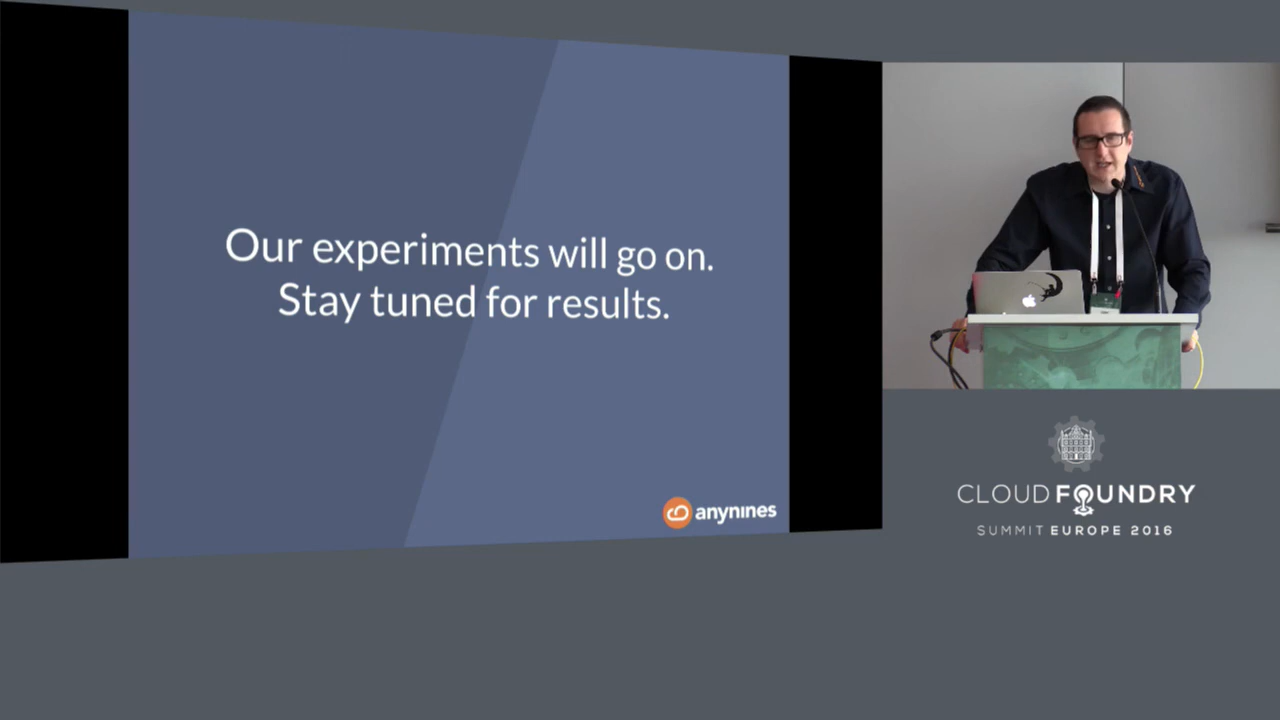 Our experiments will go on.
Stay tuned for results.
anynines
CLOUD FOUNDRY
SUMMIT EUROPE 2016